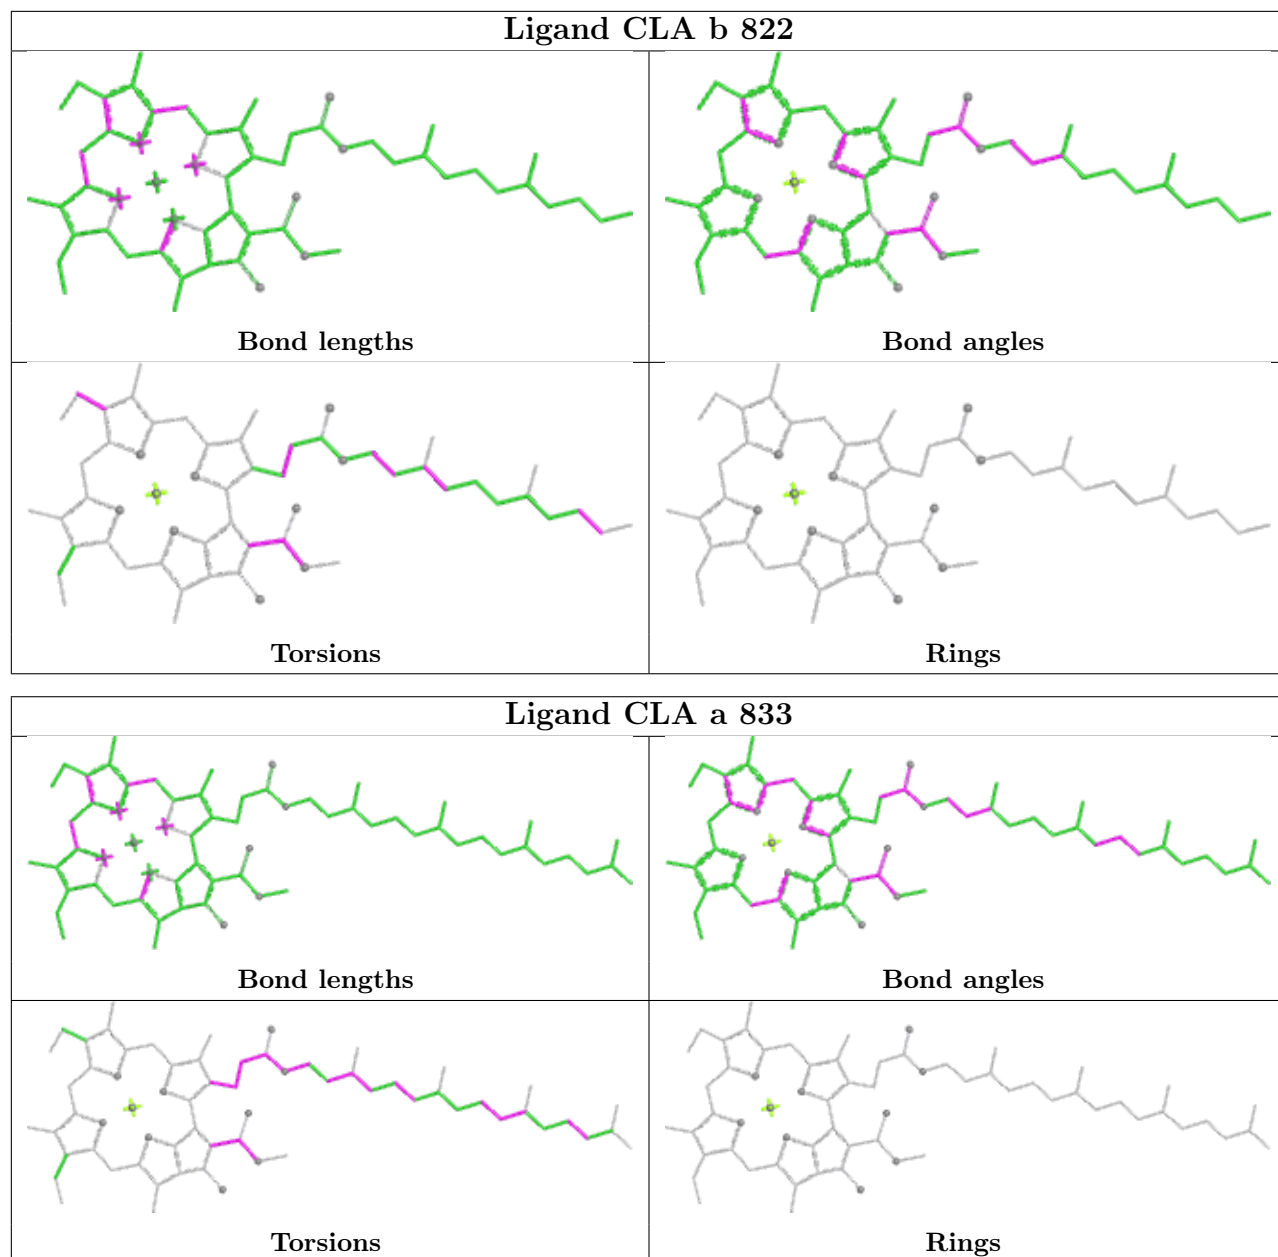 Ligand CLA b 822
Bond lengths
Bond angles
Torsions
Rings
Ligand CLA a 833
Bond lengths
Bond angles
Torsions
Rings